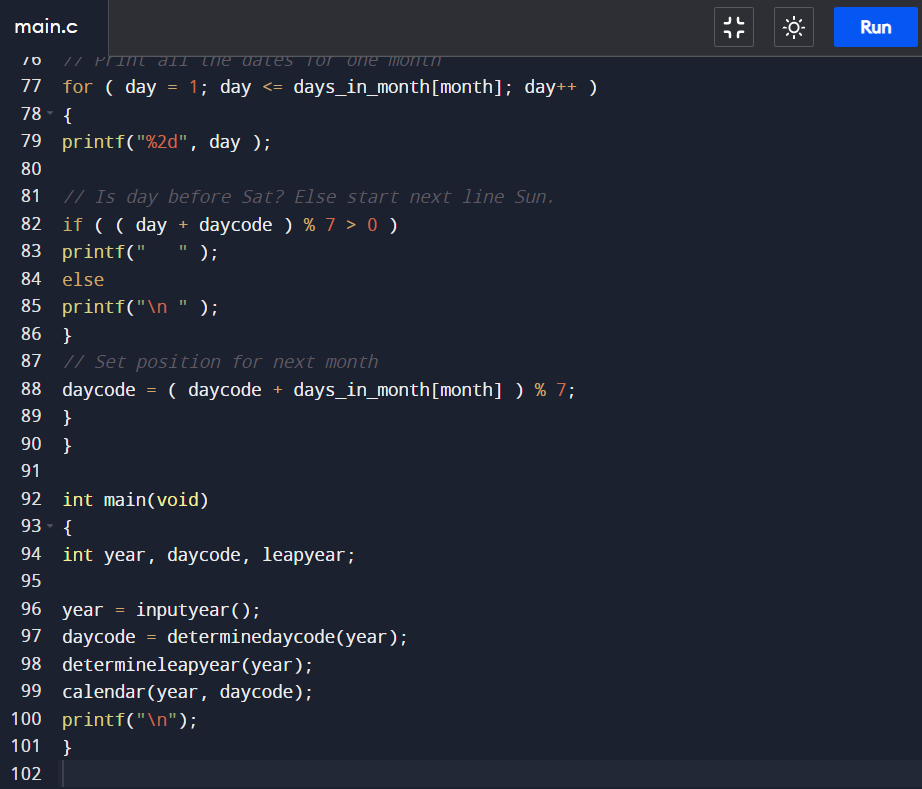 main.c
Run
76 // Print all the dates for one month
77 for ( day = 1; day <= days_in_month[month]; day++ )
78 {
79 printf("%2d", day );
80
81 // Is day before Sat? Else start next line Sun.
82 if ( ( day + daycode ) % 7 > 0 )
83 printf("   " );
84 else
85 printf("\n " );
86 }
87 // Set position for next month
88 daycode = ( daycode + days_in_month[month] ) % 7;
89 }
90 }
91
92 int main(void)
93 {
94 int year, daycode, leapyear;
95
96 year = inputyear();
97 daycode = determinedaycode(year);
98 determineleapyear(year);
99 calendar(year, daycode);
100 printf("\n");
101 }
102